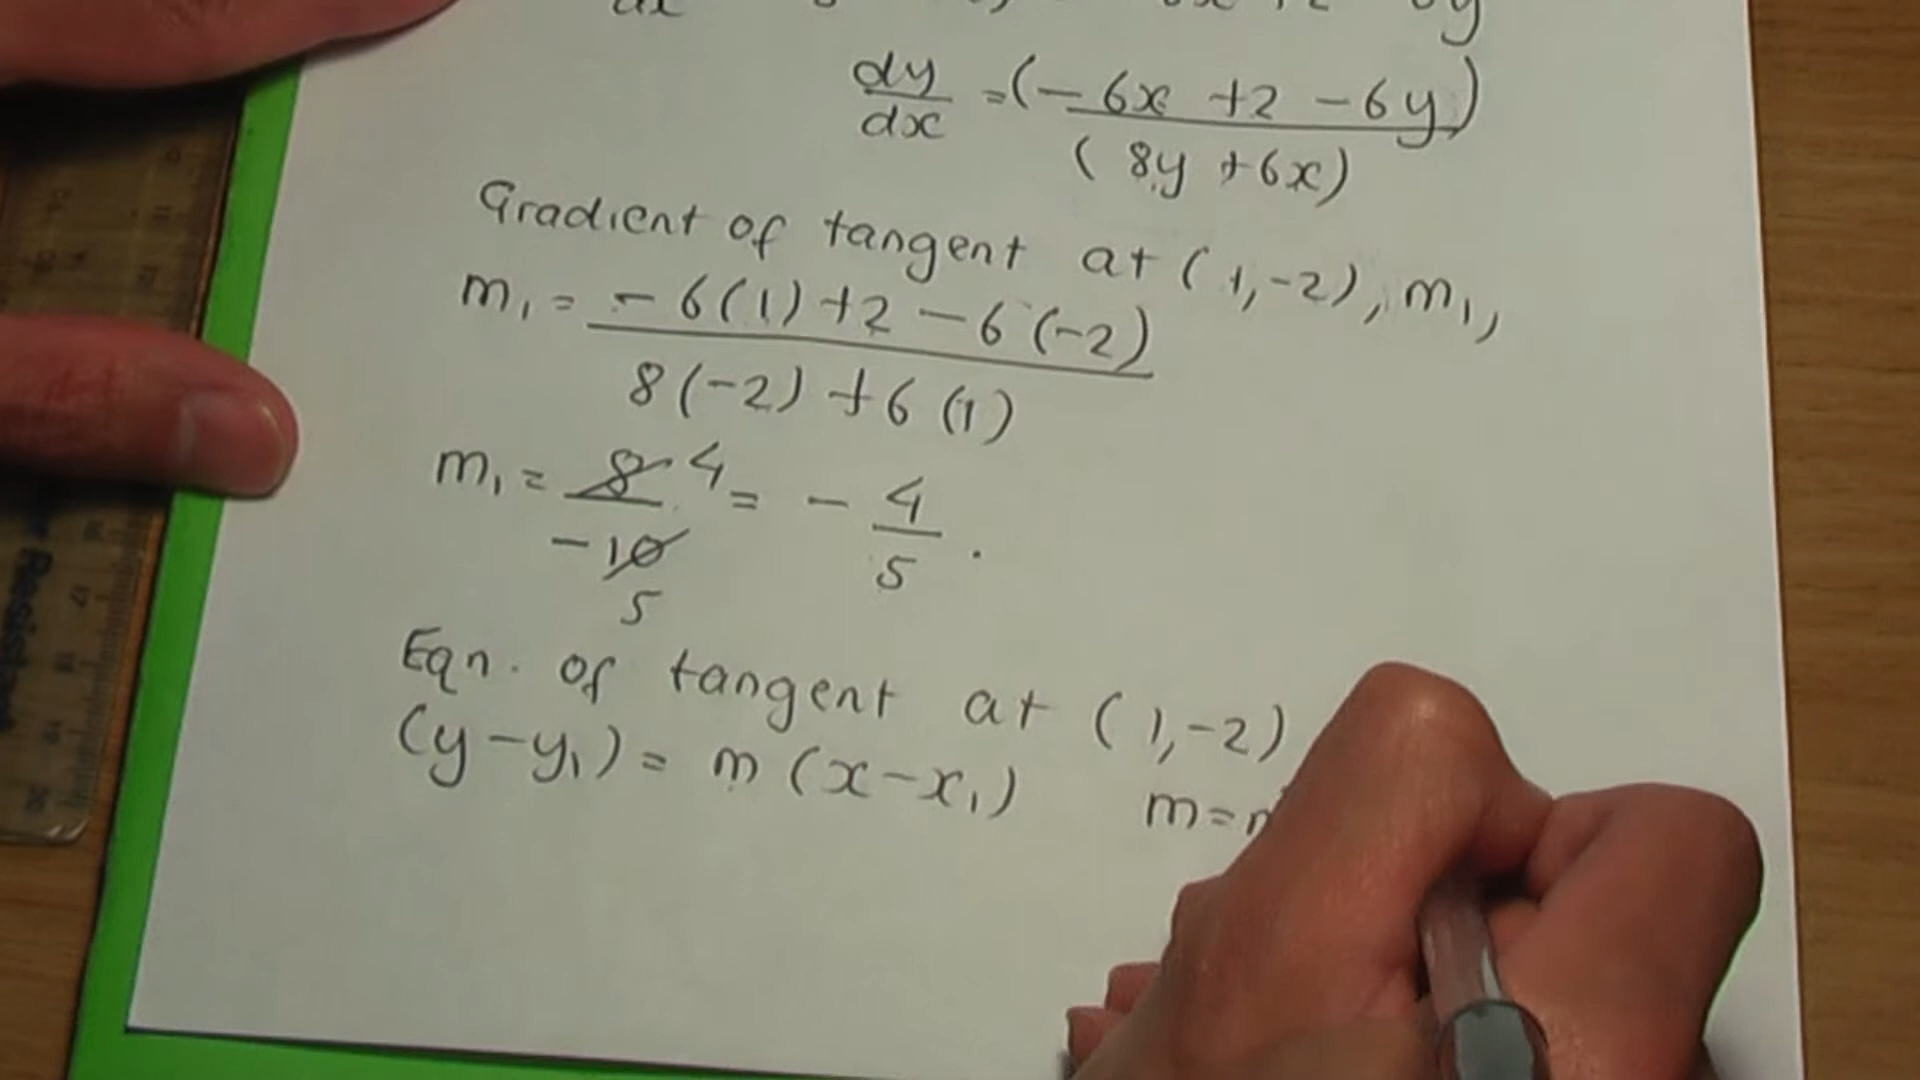 dy/dx = (-6x +2 -6y)/(8y +6x)
Gradient of tangent at (1,-2), m₁,
m₁ = (-6(1)+2-6(-2))/(8(-2)+6(1))
m₁ = 8 4/-10 5 = -4/5.
Eqn. of tangent at (1,-2)
(y-y₁) = m(x-x₁) m=